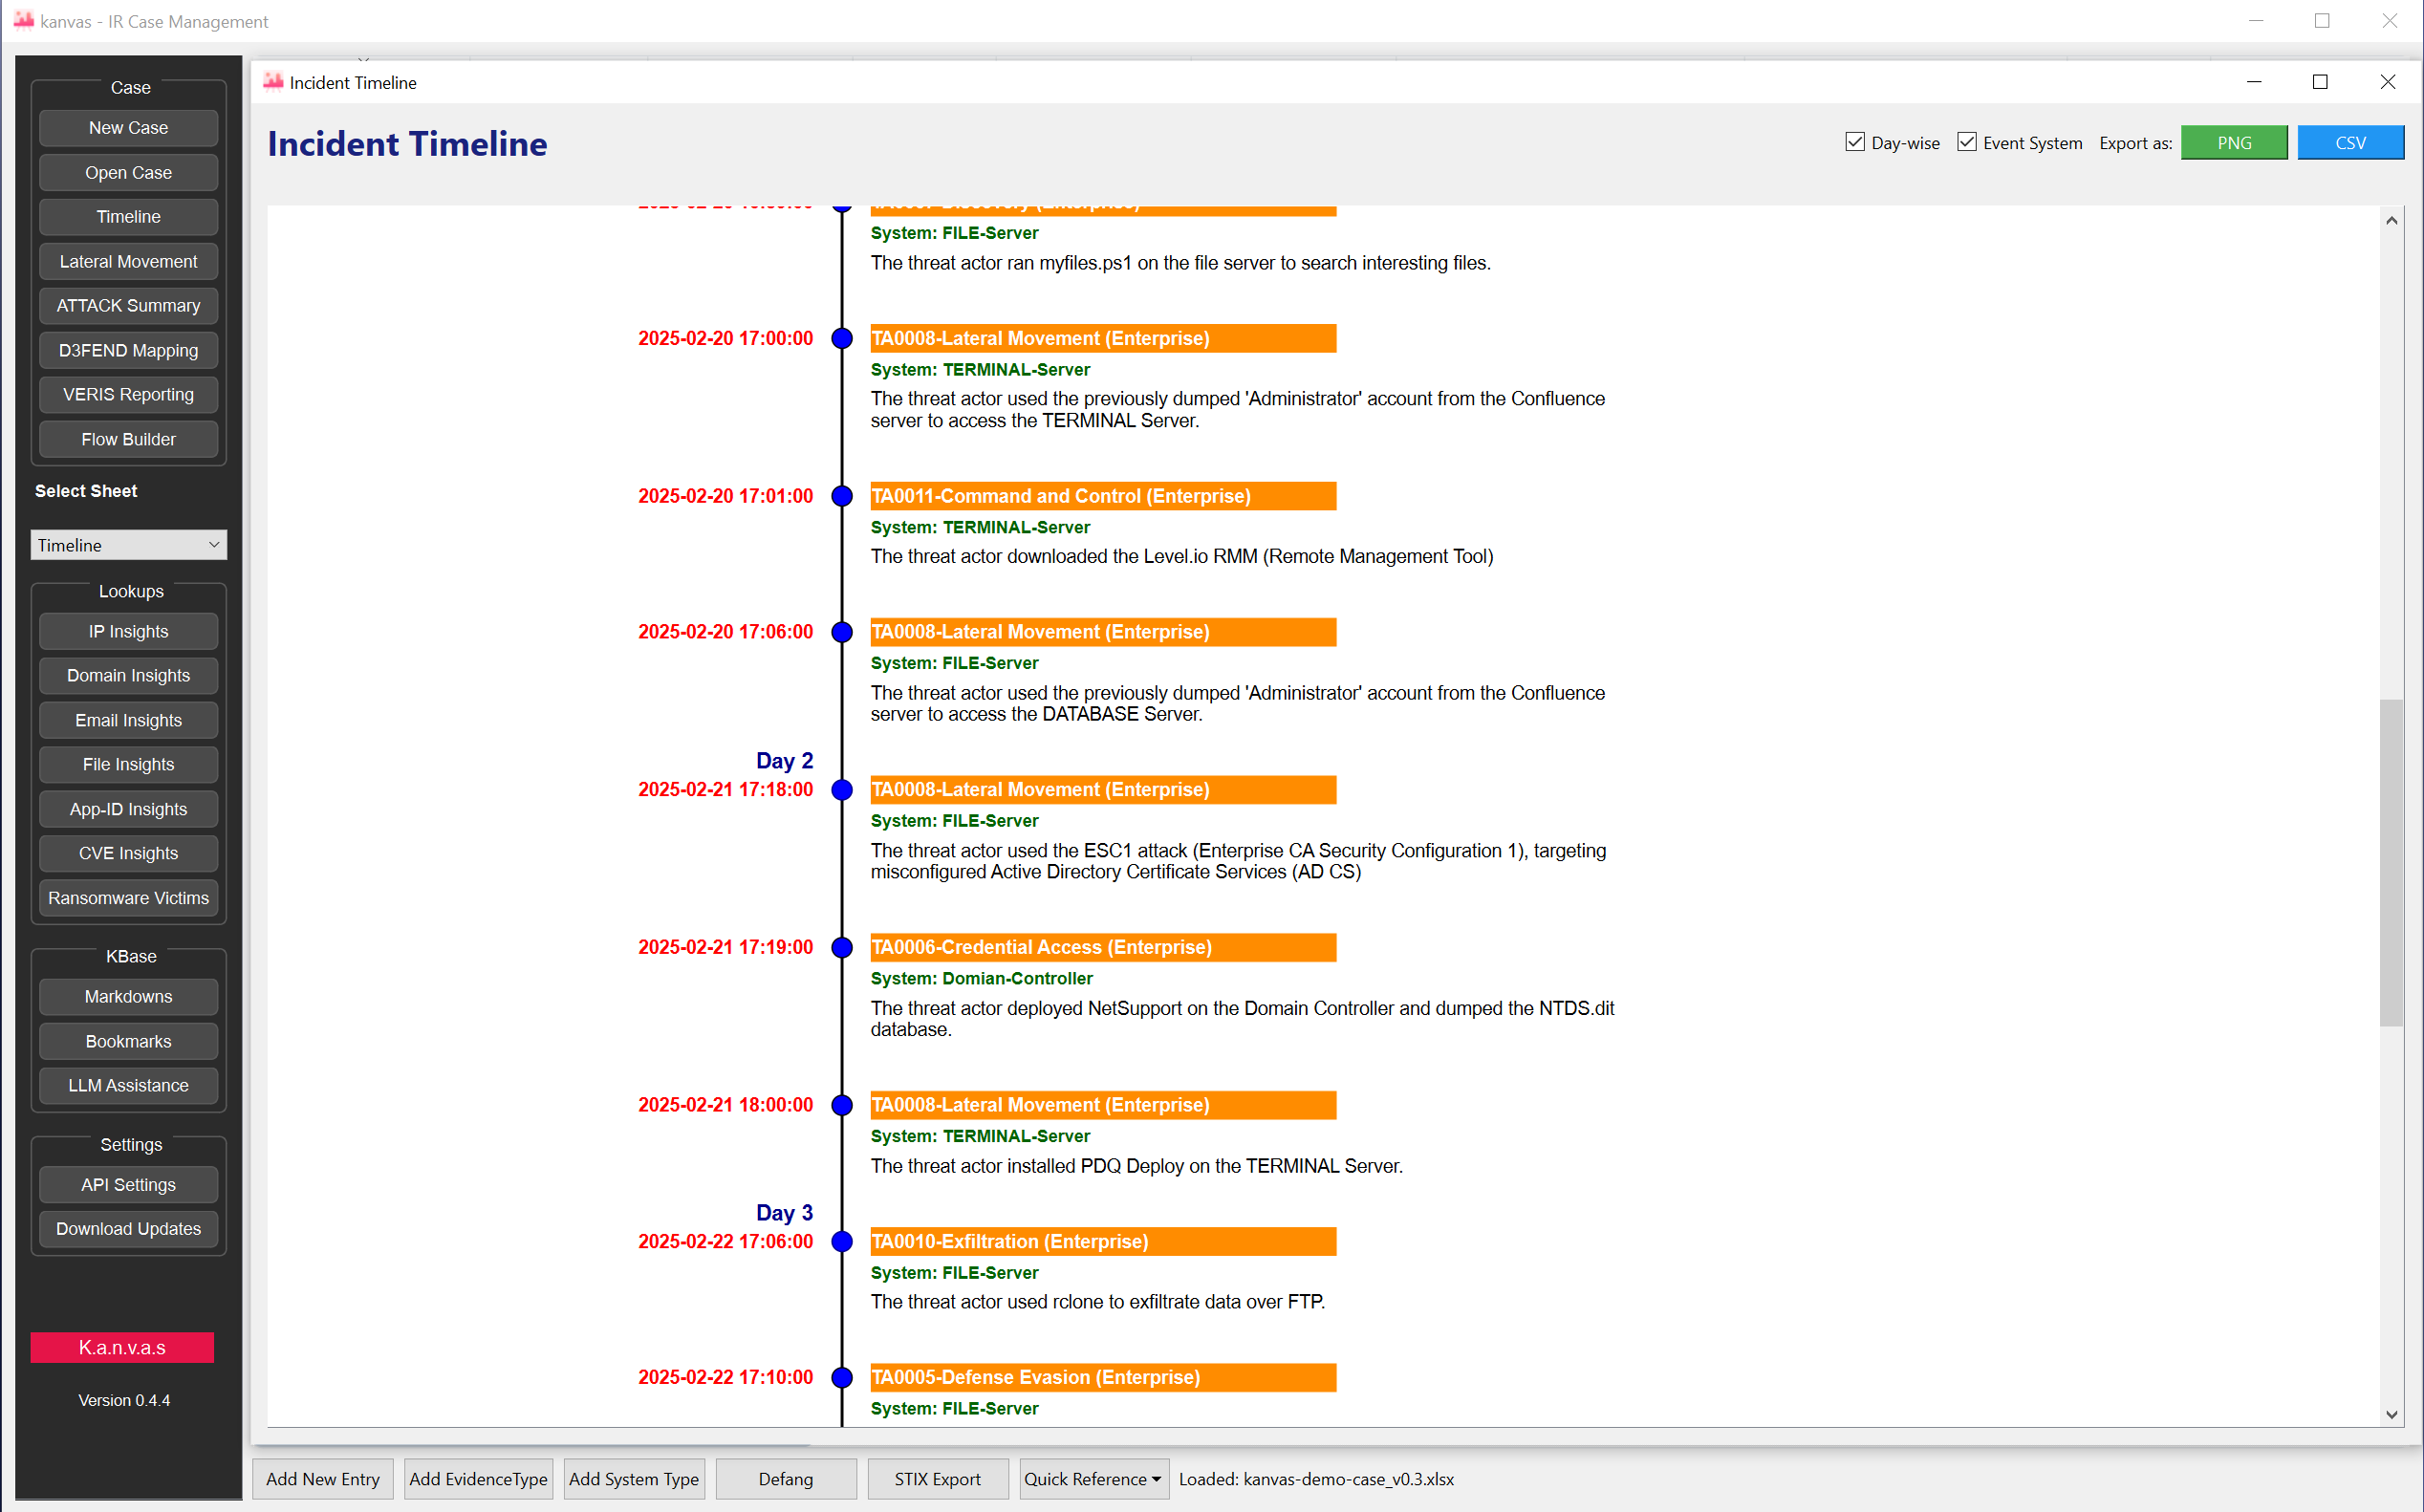 kanvas - IR Case Management
Case
New Case
Open Case
Timeline
Lateral Movement
ATTACK Summary
D3FEND Mapping
VERIS Reporting
Flow Builder
Select Sheet
Timeline
Lookups
IP Insights
Domain Insights
Email Insights
File Insights
App-ID Insights
CVE Insights
Ransomware Victims
KBase
Markdowns
Bookmarks
LLM Assistance
Settings
API Settings
Download Updates
K.a.n.v.a.s
Version 0.4.4
Incident Timeline
Incident Timeline
Day-wise Event System Export as: PNG CSV
System: FILE-Server
The threat actor ran myfiles.ps1 on the file server to search interesting files.
2025-02-20 17:00:00 TA0008-Lateral Movement (Enterprise)
System: TERMINAL-Server
The threat actor used the previously dumped 'Administrator' account from the Confluence
server to access the TERMINAL Server.
2025-02-20 17:01:00 TA0011-Command and Control (Enterprise)
System: TERMINAL-Server
The threat actor downloaded the Level.io RMM (Remote Management Tool)
2025-02-20 17:06:00 TA0008-Lateral Movement (Enterprise)
System: FILE-Server
The threat actor used the previously dumped 'Administrator' account from the Confluence
server to access the DATABASE Server.
Day 2
2025-02-21 17:18:00 TA0008-Lateral Movement (Enterprise)
System: FILE-Server
The threat actor used the ESC1 attack (Enterprise CA Security Configuration 1), targeting
misconfigured Active Directory Certificate Services (AD CS)
2025-02-21 17:19:00 TA0006-Credential Access (Enterprise)
System: Domian-Controller
The threat actor deployed NetSupport on the Domain Controller and dumped the NTDS.dit
database.
2025-02-21 18:00:00 TA0008-Lateral Movement (Enterprise)
System: TERMINAL-Server
The threat actor installed PDQ Deploy on the TERMINAL Server.
Day 3
2025-02-22 17:06:00 TA0010-Exfiltration (Enterprise)
System: FILE-Server
The threat actor used rclone to exfiltrate data over FTP.
2025-02-22 17:10:00 TA0005-Defense Evasion (Enterprise)
System: FILE-Server
Add New Entry Add EvidenceType Add System Type Defang STIX Export Quick Reference Loaded: kanvas-demo-case_v0.3.xlsx